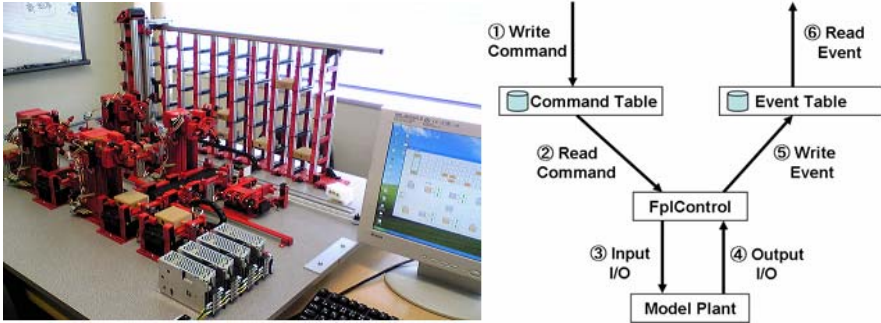 ① Write
Command
⑥ Read
Event
Command Table
Event Table
② Read
Command
⑤ Write
Event
FplControl
③ Input
I/O
④ Output
I/O
Model Plant